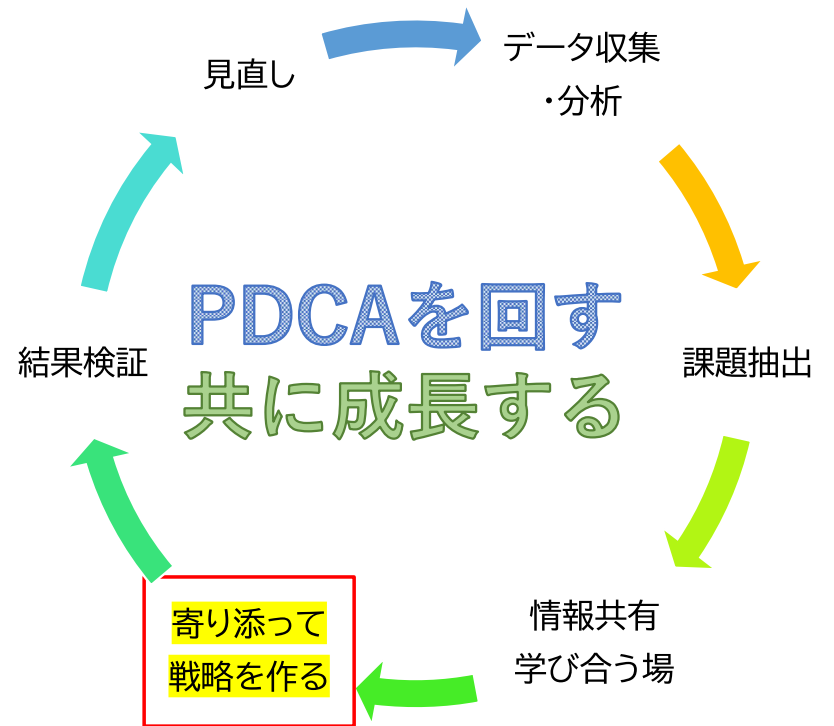 見直し
データ収集
・分析
PDCAを回す
共に成長する
結果検証
課題抽出
寄り添って
戦略を作る
情報共有
学び合う場